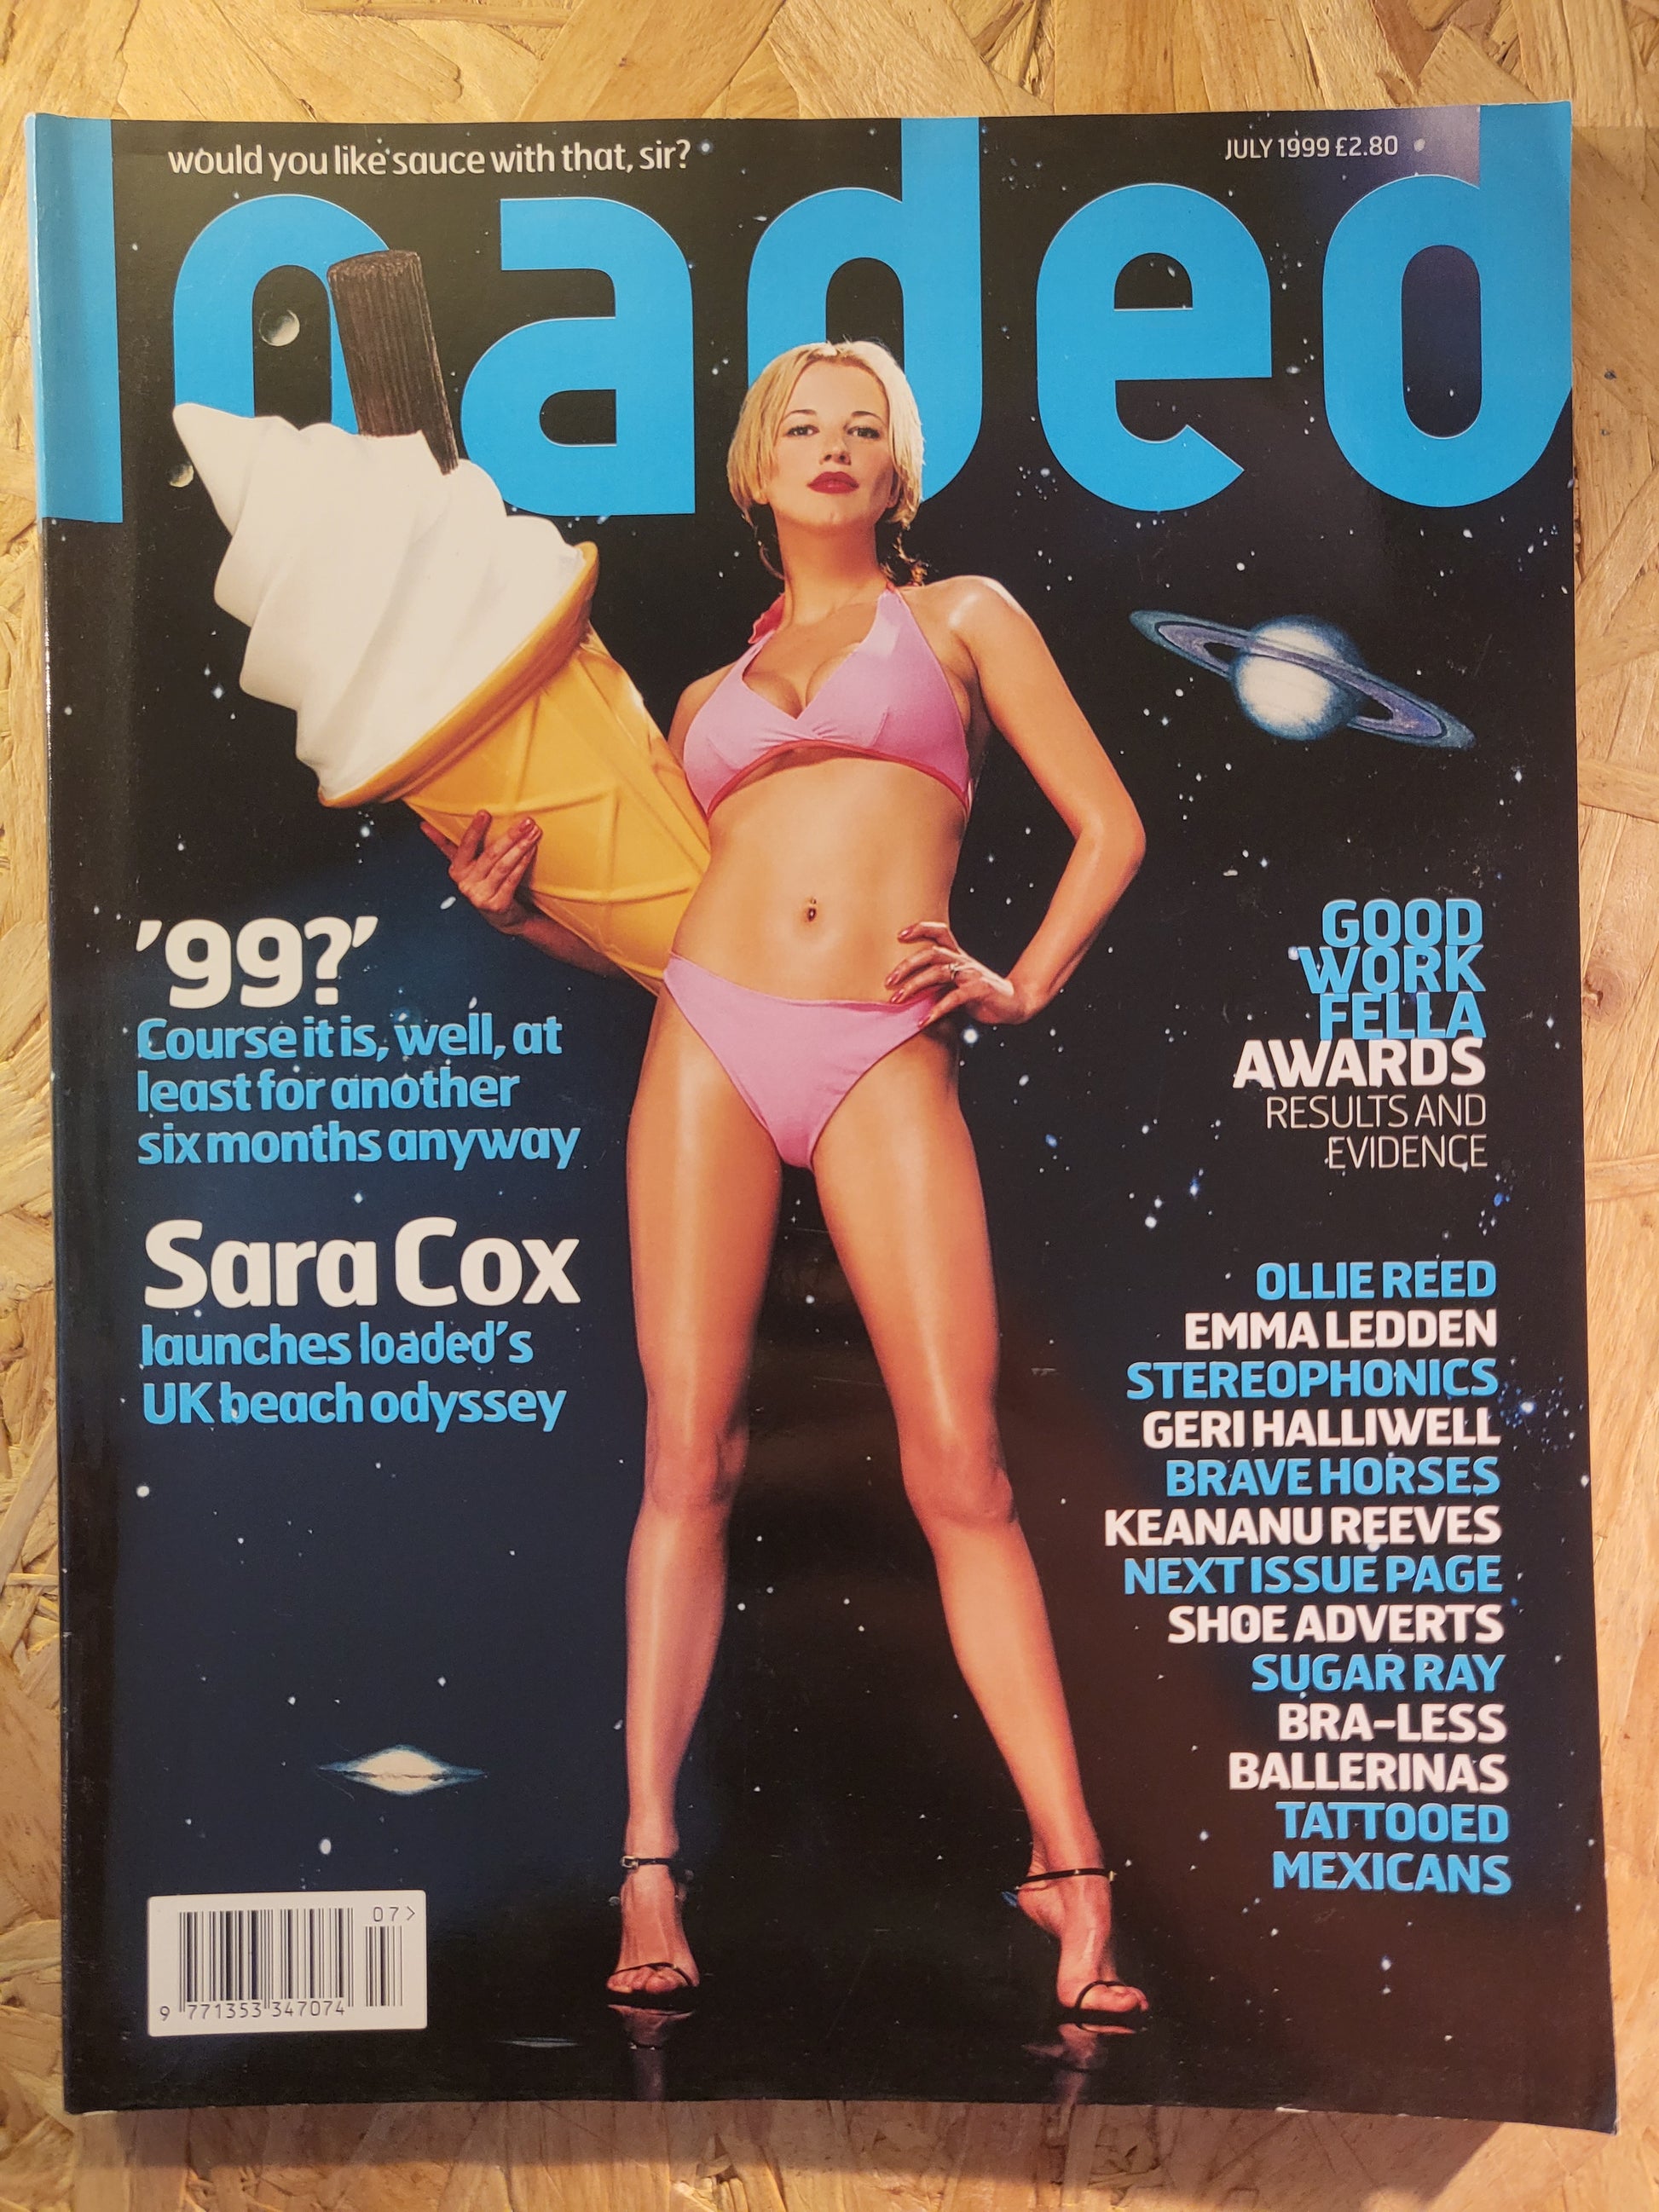 would you like sauce with that, sir?
JULY 1999 £2.80
loaded
'99?'
Course it is, well, at
least for another
six months anyway
Sara Cox
launches loaded's
UK beach odyssey
GOOD
WORK
FELLA
AWARDS
RESULTS AND
EVIDENCE
OLLIE REED
EMMA LEDDEN
STEREOPHONICS
GERI HALLIWELL
BRAVE HORSES
KEANANU REEVES
NEXT ISSUE PAGE
SHOE ADVERTS
SUGAR RAY
BRA-LESS
BALLERINAS
TATTOOED
MEXICANS
07>
9 771353 347074